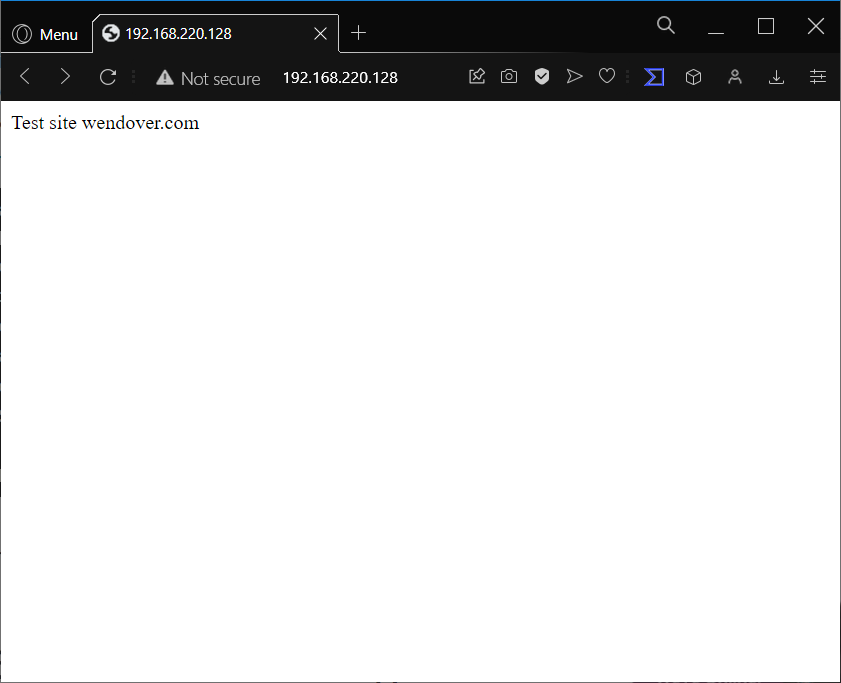 Menu
192.168.220.128
Not secure
192.168.220.128
Test site wendover.com